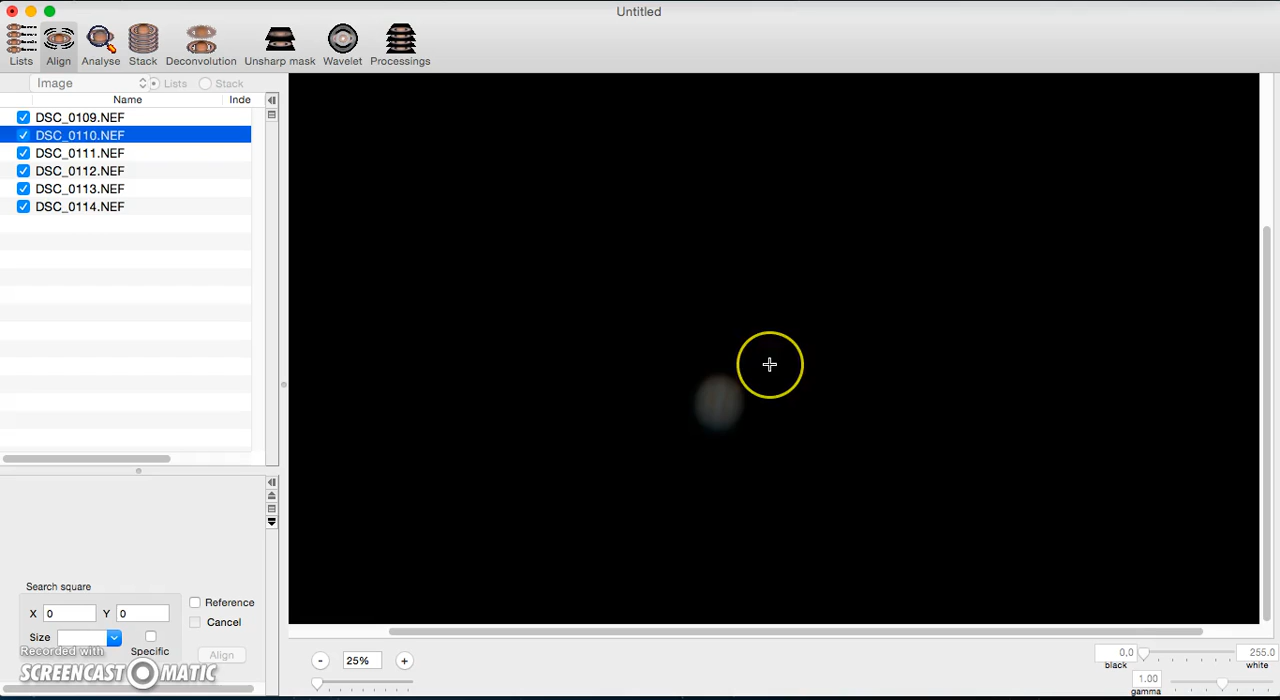 Untitled
Lists Align Analyse Stack Deconvolution Unsharp mask Wavelet Processings
Image Lists Stack
Name Inde
DSC_0109.NEF
DSC_0110.NEF
DSC_0111.NEF
DSC_0112.NEF
DSC_0113.NEF
DSC_0114.NEF
Search square
X 0 Y 0
Reference
Cancel
Size
Specific
Align
Recorded with
SCREENCAST-O-MATIC
- 25% +
0,0 255.0
black white
1.00
gamma